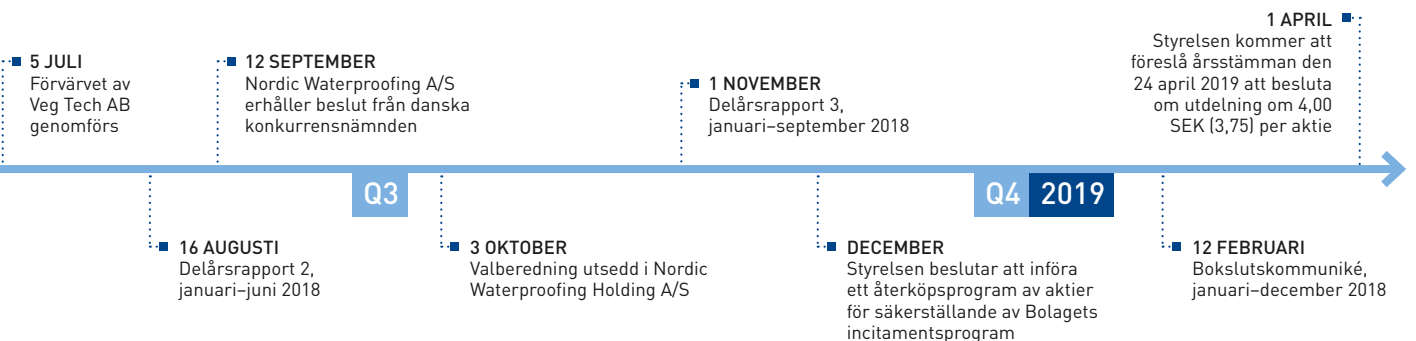 5 JULI
Förvärvet av
Veg Tech AB
genomförs
12 SEPTEMBER
Nordic Waterproofing A/S
erhåller beslut från danska
konkurrensnämnden
1 NOVEMBER
Delårsrapport 3,
januari–september 2018
1 APRIL
Styrelsen kommer att
föreslå årsstämman den
24 april 2019 att besluta
om utdelning om 4,00
SEK (3,75) per aktie
Q3
Q4 2019
16 AUGUSTI
Delårsrapport 2,
januari–juni 2018
3 OKTOBER
Valberedning utsedd i Nordic
Waterproofing Holding A/S
DECEMBER
Styrelsen beslutar att införa
ett återköpsprogram av aktier
för säkerställande av Bolagets
incitamentsprogram
12 FEBRUARI
Bokslutskommuniké,
januari–december 2018